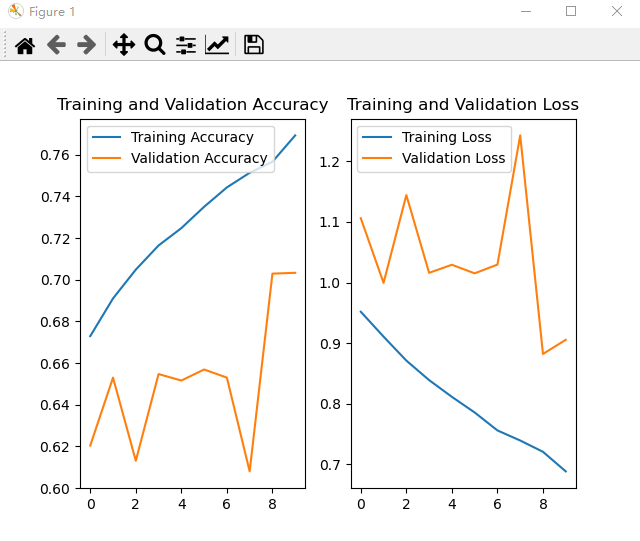 Figure 1
Training and Validation Accuracy
Training Accuracy
Validation Accuracy
0.76
0.74
0.72
0.70
0.68
0.66
0.64
0.62
0.60
0 2 4 6 8
Training and Validation Loss
Training Loss
Validation Loss
1.2
1.1
1.0
0.9
0.8
0.7
0 2 4 6 8